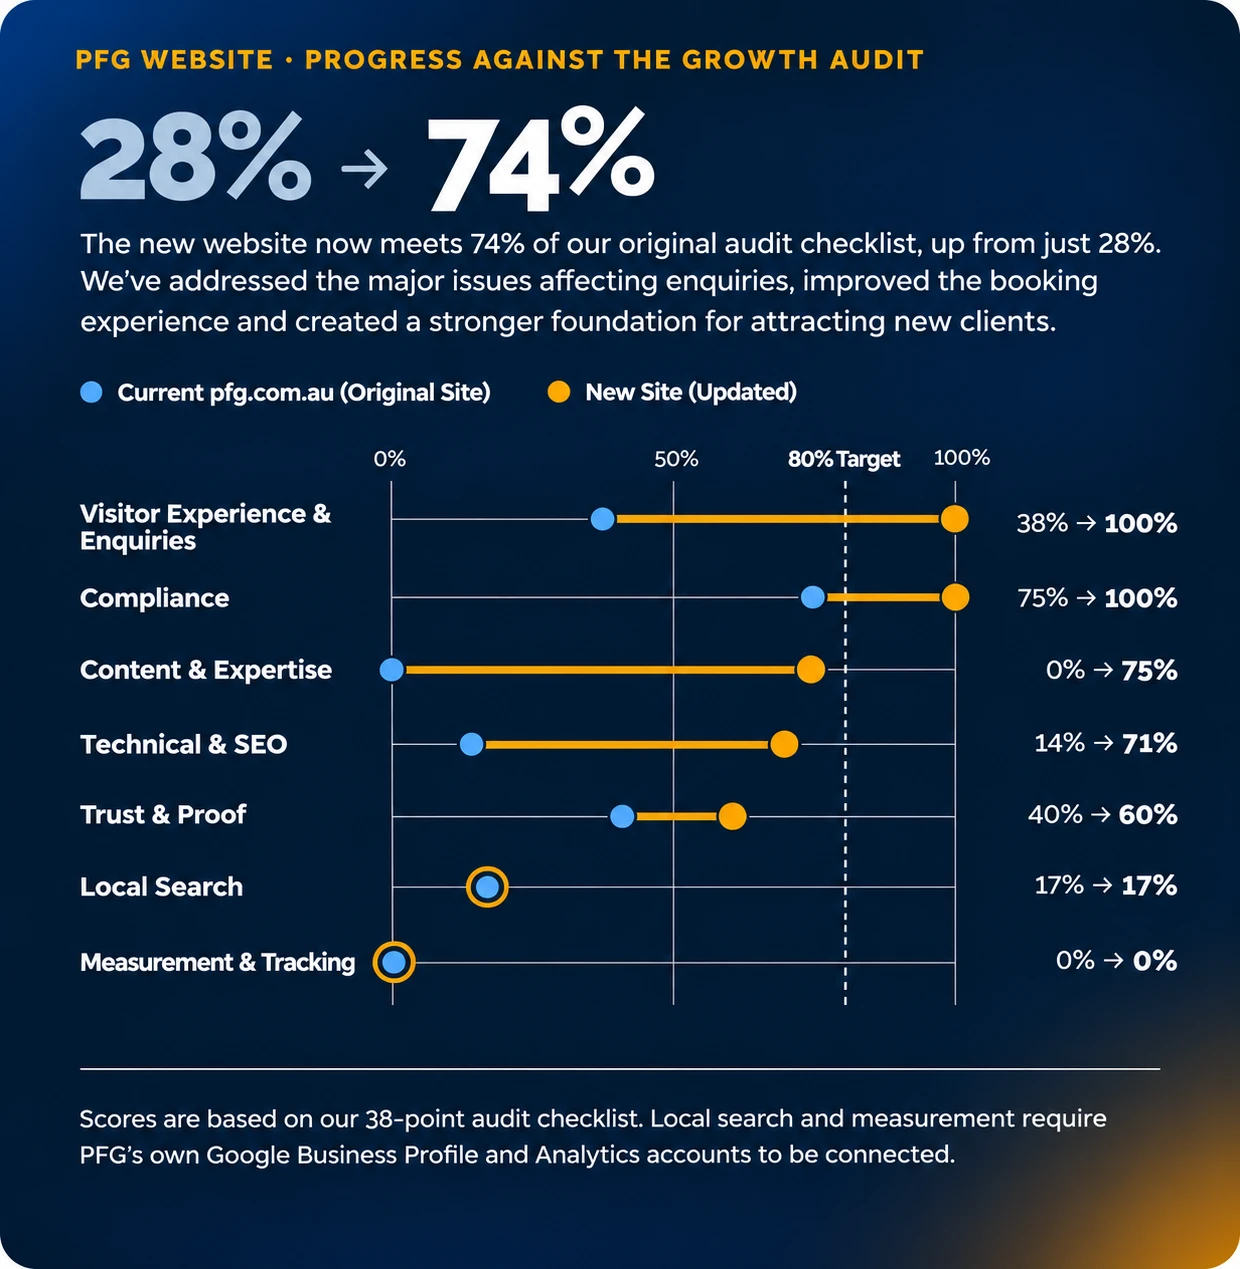 PFG WEBSITE · PROGRESS AGAINST THE GROWTH AUDIT
28% → 74%
The new website now meets 74% of our original audit checklist, up from just 28%.
We’ve addressed the major issues affecting enquiries, improved the booking
experience and created a stronger foundation for attracting new clients.
Current pfg.com.au (Original Site) New Site (Updated)
0% 50% 80% Target 100%
Visitor Experience &
Enquiries
38% → 100%
Compliance 75% → 100%
Content & Expertise 0% → 75%
Technical & SEO 14% → 71%
Trust & Proof 40% → 60%
Local Search 17% → 17%
Measurement & Tracking 0% → 0%
Scores are based on our 38-point audit checklist. Local search and measurement require
PFG’s own Google Business Profile and Analytics accounts to be connected.